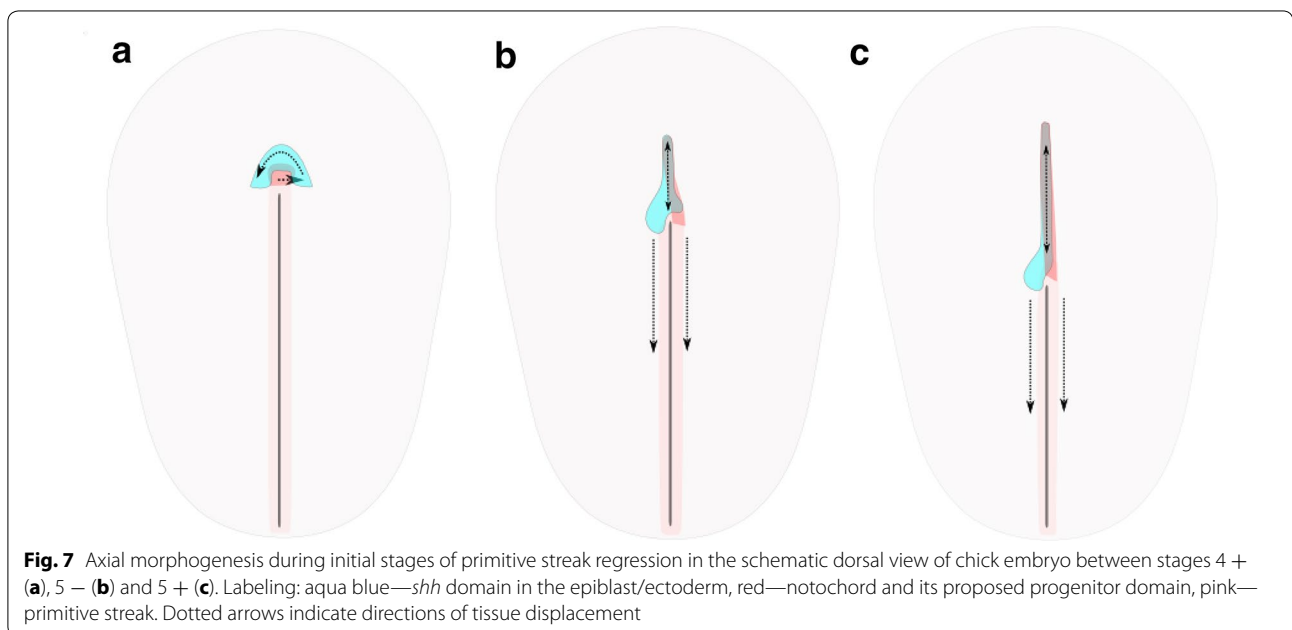 a
b
c
Fig. 7 Axial morphogenesis during initial stages of primitive streak regression in the schematic dorsal view of chick embryo between stages 4 +
(a), 5 − (b) and 5 + (c). Labeling: aqua blue—shh domain in the epiblast/ectoderm, red—notochord and its proposed progenitor domain, pink—
primitive streak. Dotted arrows indicate directions of tissue displacement